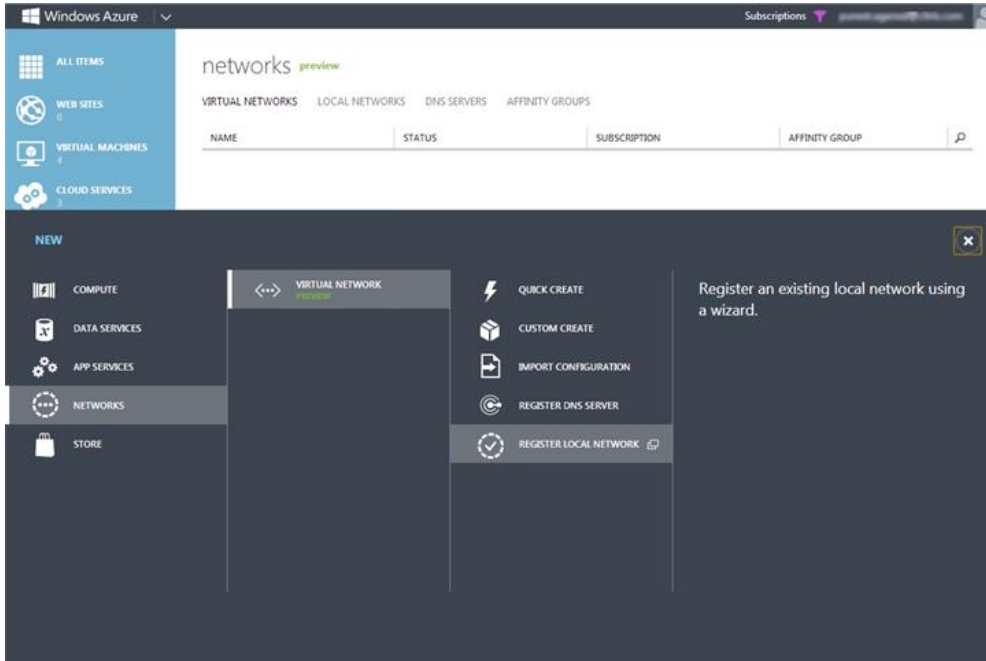 Windows Azure
Subscriptions
ALL ITEMS
WEB SITES
0
VIRTUAL MACHINES
4
CLOUD SERVICES
3
networks preview
VIRTUAL NETWORKS LOCAL NETWORKS DNS SERVERS AFFINITY GROUPS
NAME STATUS SUBSCRIPTION AFFINITY GROUP
NEW
COMPUTE
DATA SERVICES
APP SERVICES
NETWORKS
STORE
VIRTUAL NETWORK
PREVIEW
QUICK CREATE
CUSTOM CREATE
IMPORT CONFIGURATION
REGISTER DNS SERVER
REGISTER LOCAL NETWORK
Register an existing local network using
a wizard.